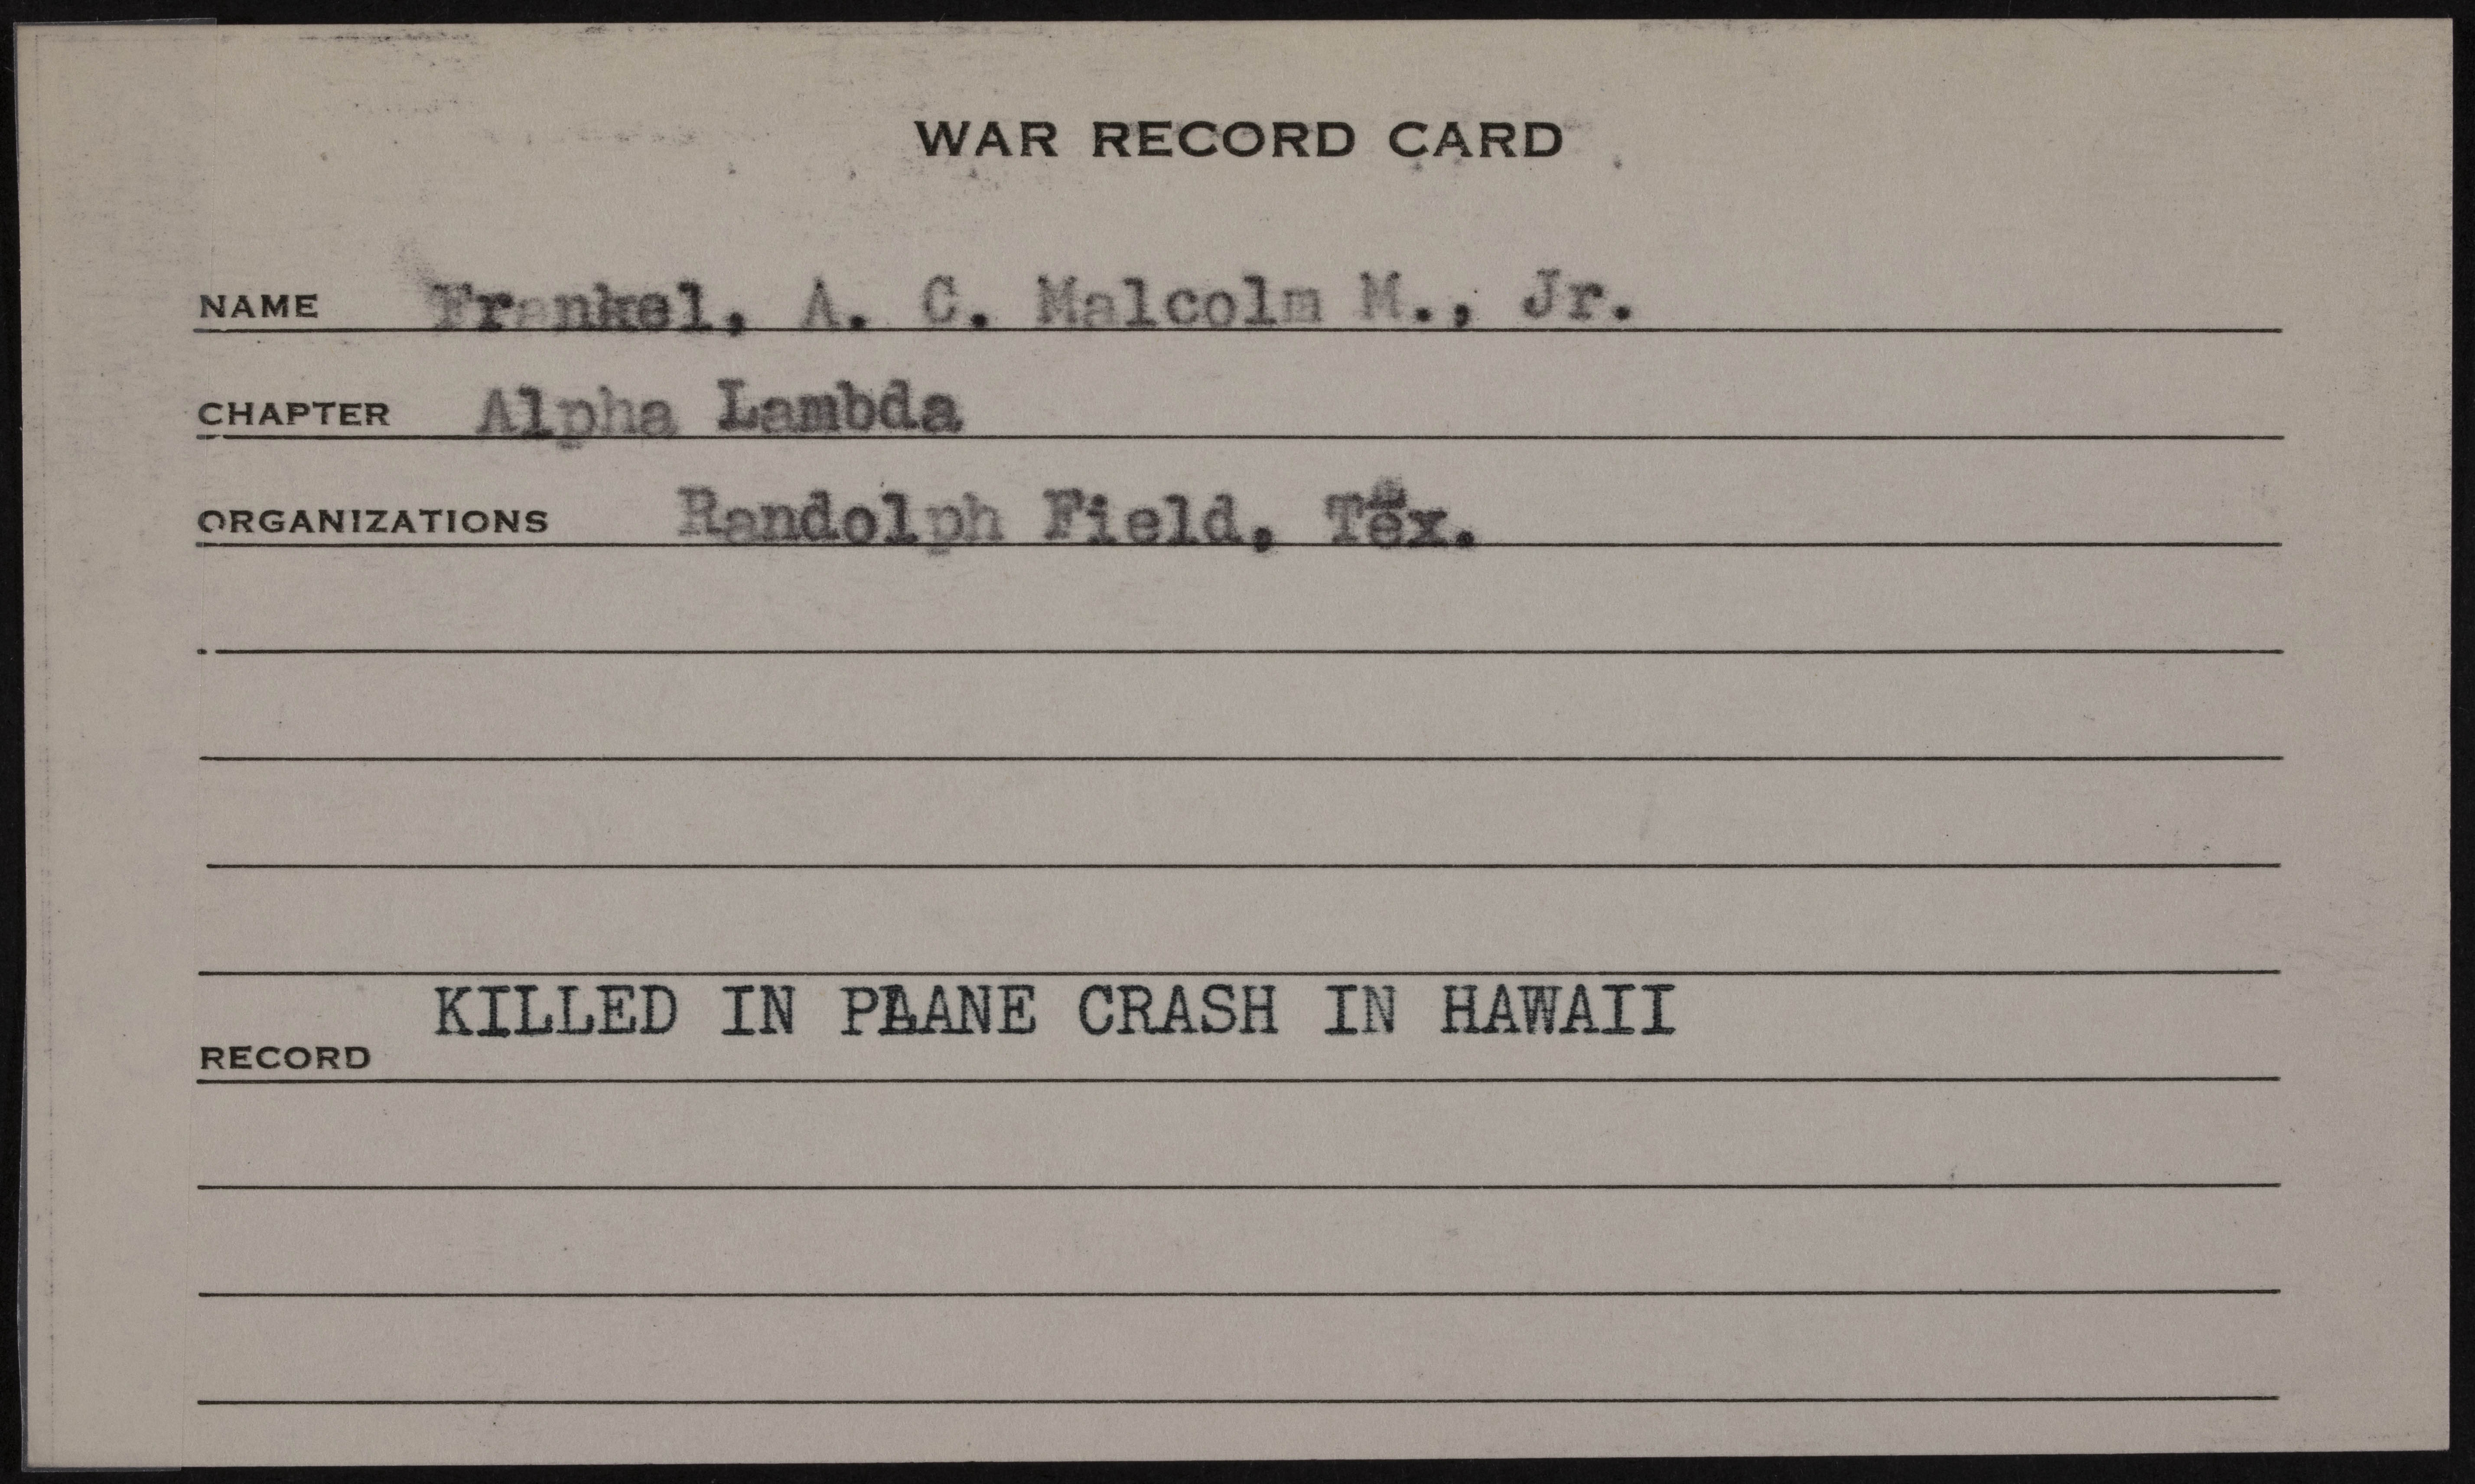 WAR RECORD CARD
NAME Frankel, A. C. Malcolm M., Jr.
CHAPTER Alpha Lambda
ORGANIZATIONS Randolph Field, Tex.
KILLED IN PLANE CRASH IN HAWAII
RECORD